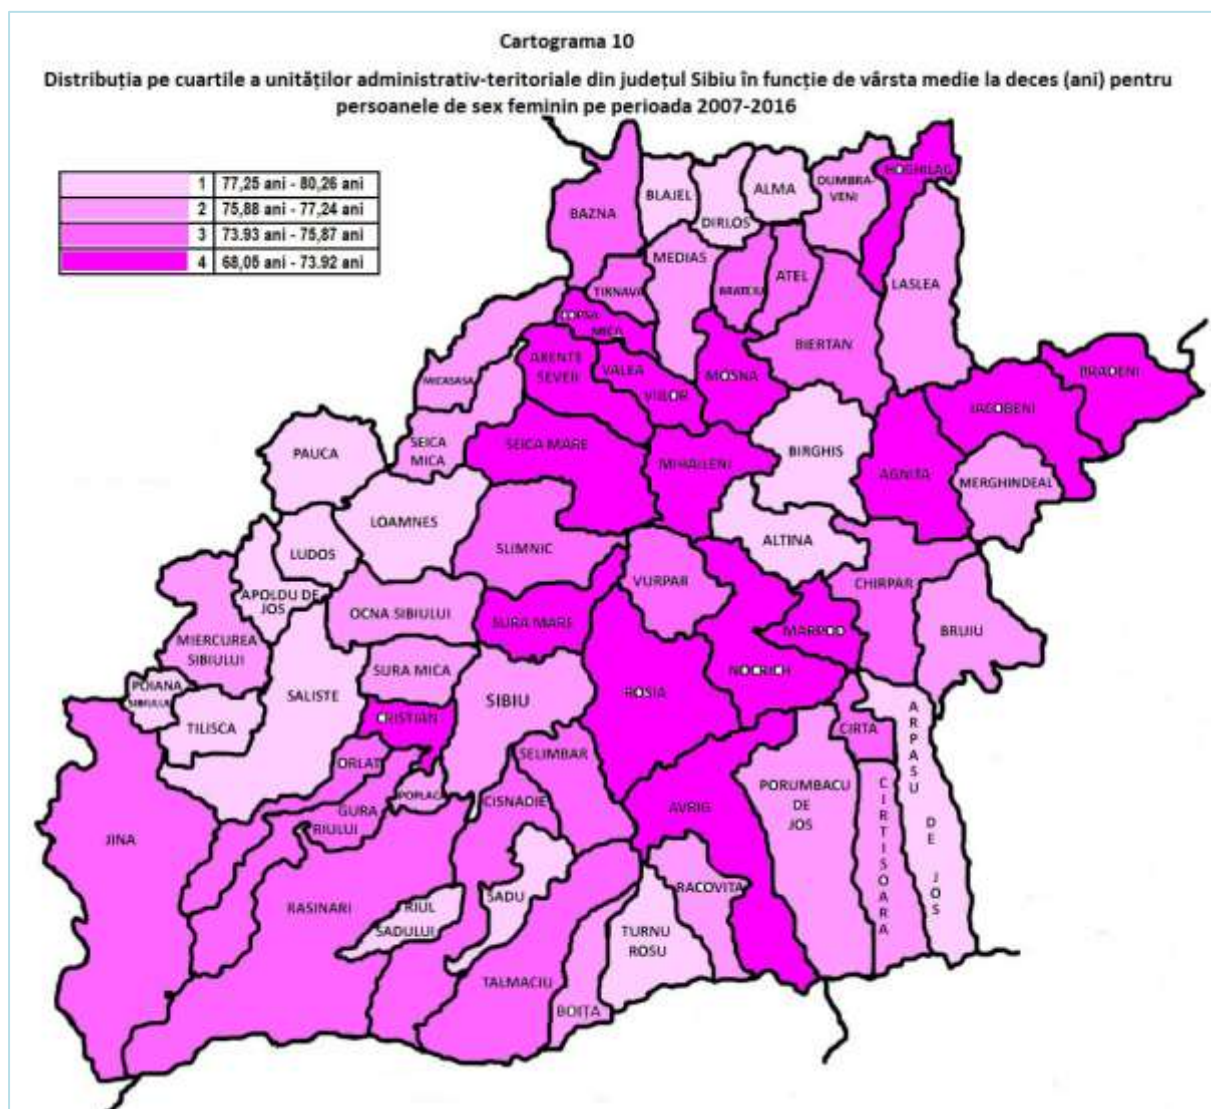 Cartograma 10
Distribuția pe cuartile a unităților administrativ-teritoriale din județul Sibiu în funcție de vârsta medie la deces (ani) pentru
persoanele de sex feminin pe perioada 2007-2016
1 77,25 ani - 80,26 ani
2 75,88 ani - 77,24 ani
3 73.93 ani - 75,87 ani
4 68,05 ani - 73.92 ani
HOGHILAG
BLAJEL
ALMA
DUMBRA-
VENI
BAZNA
DIRLOS
MEDIAS
ATEL
LASLEA
TIRNAVA
BRATEIU
MICA
BIERTAN
SEVEII
VALEA
VIILOR
MOSNA
BRADENI
MICASASA
IACOBENI
SEICA
MICA
SEICA MARE
PAUCA
MIHAILENI
BIRGHIS
AGNITA
MERGHINDEAL
LOAMNES
LUDOS
SLIMNIC
ALTINA
VURPAR
CHIRPAR
APOLDU DE
JOS
OCNA SIBIULUI
SURA MARE
MARPOD
BRUIU
MIERCUREA
SIBIULUI
SURA MICA
NOCRICH
POIANA
SIBIULUI
SALISTE
SIBIU
ROSIA
TILISCA
CRISTIAN
CIRTA
ARPASU
DE
JOS
ORLAT
SELIMBAR
POPLACA
CISNADIE
PORUMBACU
DE
JOS
CIRTISOARA
GURA
RIULUI
AVRIG
JINA
RASINARI
RIUL
SADULUI
SADU
RACOVITA
TURNU
ROSU
TALMACIU
BOIȚA